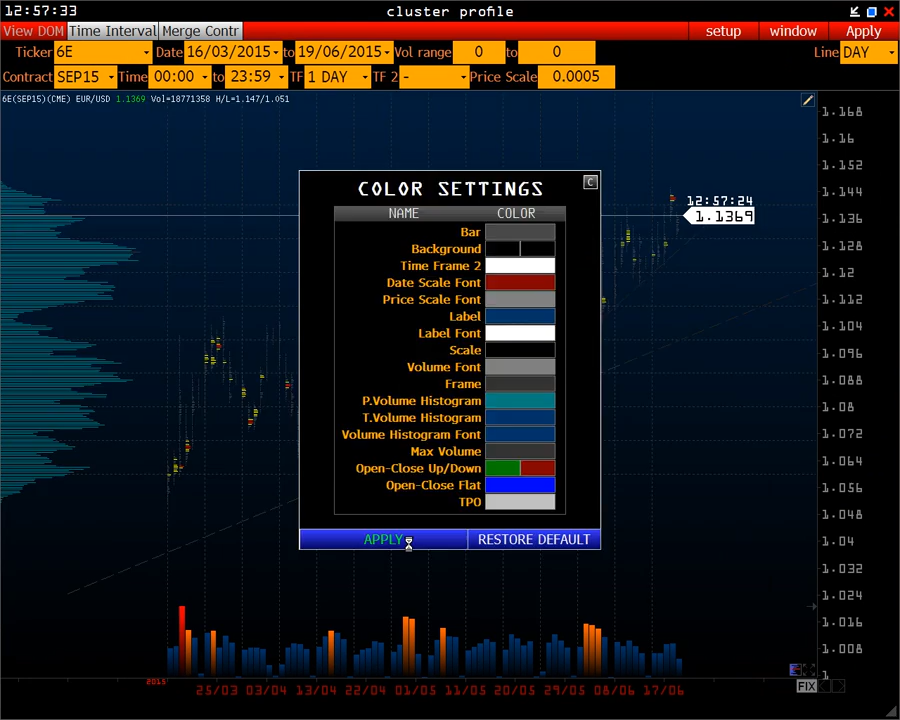 12:57:33 cluster profile
View DOM Time Interval Merge Contr setup window Apply
Ticker 6E Date 16/03/2015 to 19/06/2015 Vol range 0 to 0 Line DAY
Contract SEP15 Time 00:00 to 23:59 TF 1 DAY TF 2 - Price Scale 0.0005
6E(SEP15)(CME) EUR/USD 1.1369 Vol=18771358 H/L=1.147/1.051
1.168
1.16
1.152
1.144
12:57:24
1.1369
1.136
1.128
1.12
1.112
1.104
1.096
1.088
1.08
1.072
1.064
1.056
1.048
1.04
1.032
1.024
1.016
1.008
1
COLOR SETTINGS
C
NAME COLOR
Bar
Background
Time Frame 2
Date Scale Font
Price Scale Font
Label
Label Font
Scale
Volume Font
Frame
P.Volume Histogram
T.Volume Histogram
Volume Histogram Font
Max Volume
Open-Close Up/Down
Open-Close Flat
TPO
APPLY RESTORE DEFAULT
2015
25/03 03/04 13/04 22/04 01/05 11/05 20/05 29/05 08/06 17/06
FIX